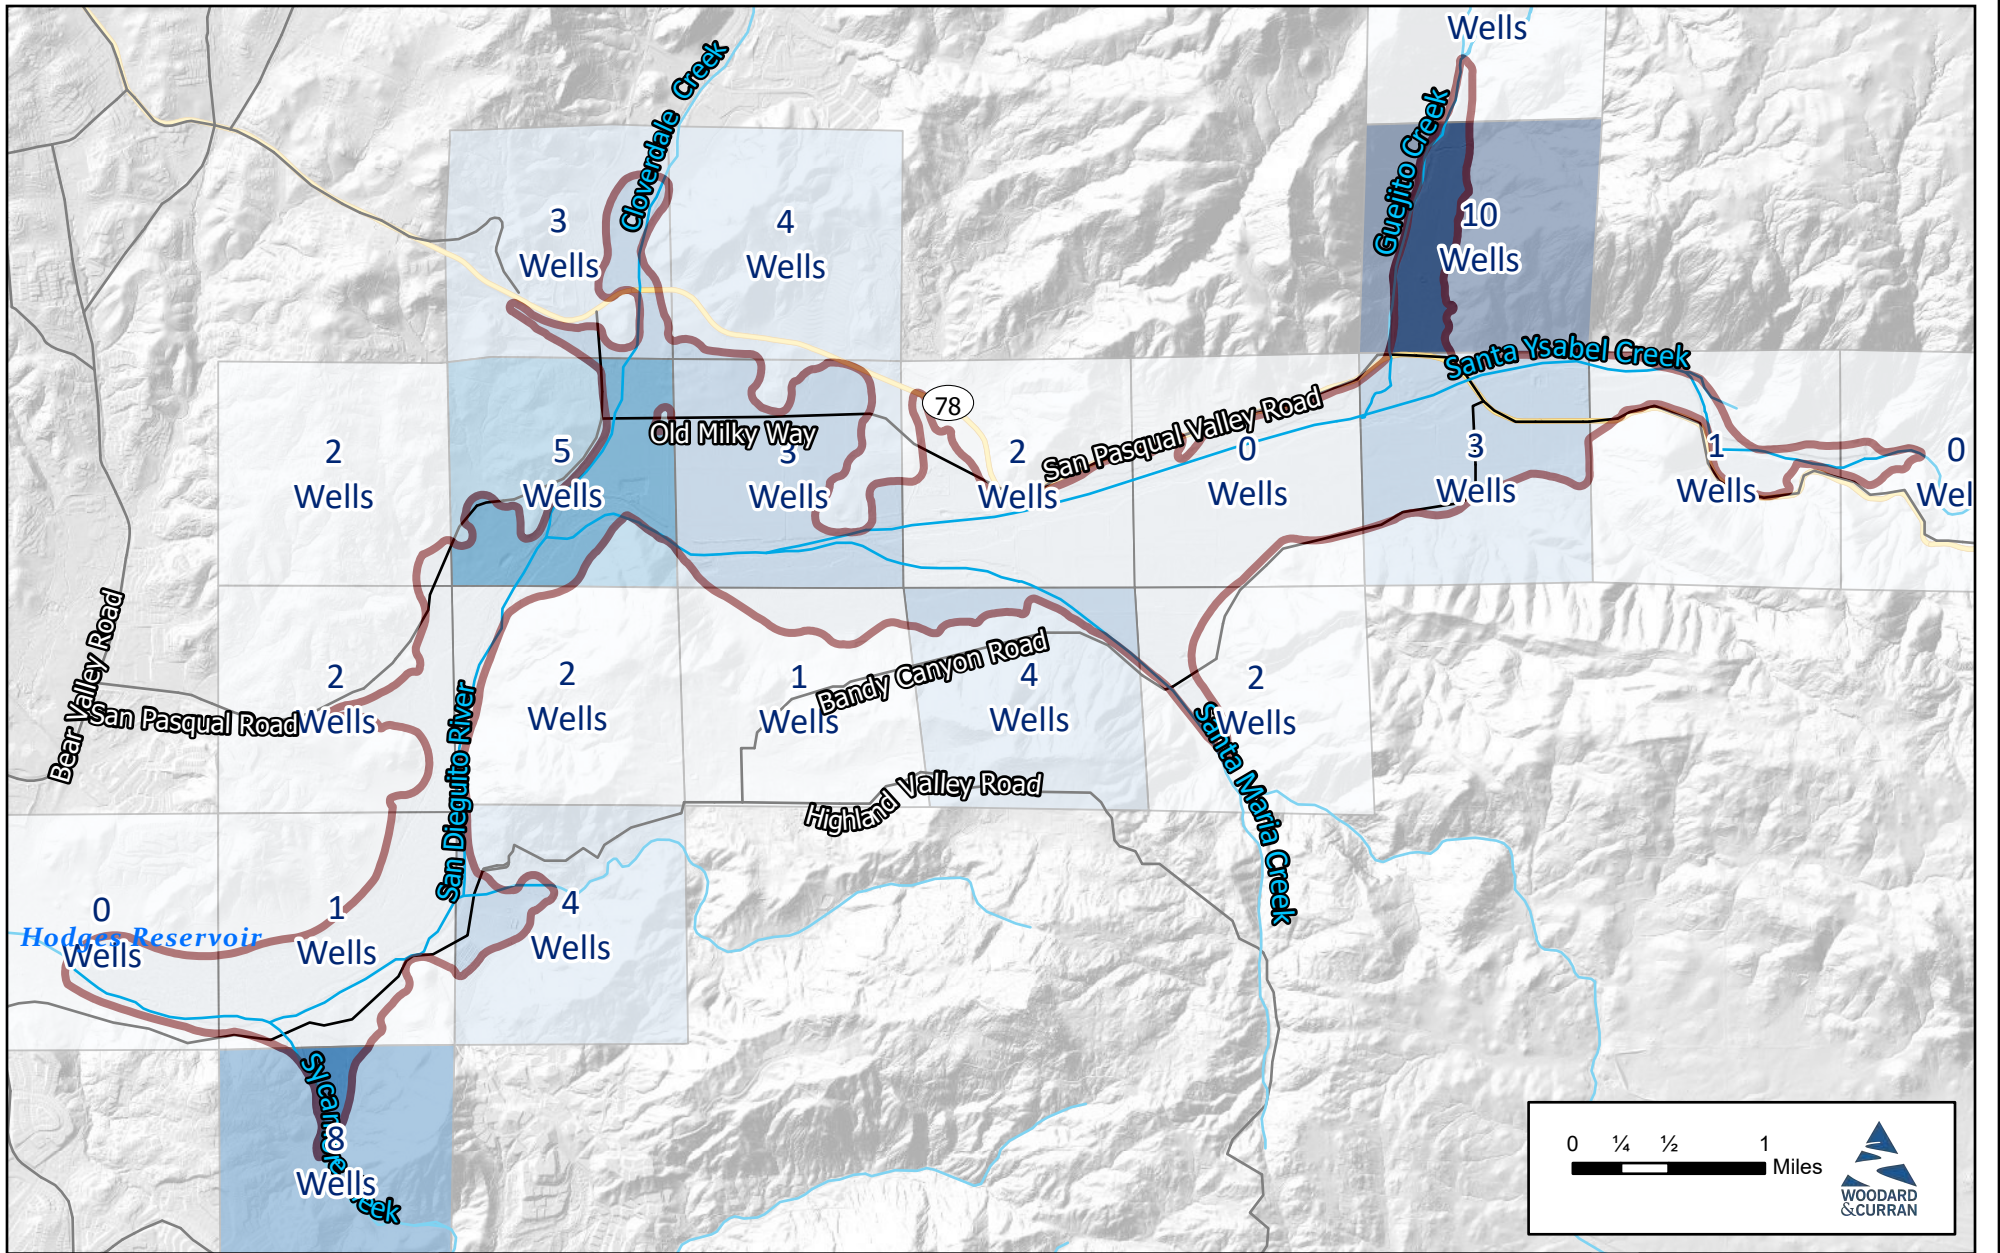 Wells
Cloverdale Creek
Guejito Creek
3
Wells
4
Wells
10
Wells
Santa Ysabel Creek
78
San Pasqual Valley Road
Old Milky Way
2
Wells
5
Wells
3
Wells
2
Wells
0
Wells
3
Wells
1
Wells
0
Wel
Bear Valley Road
San Pasqual Road
2
Wells
San Dieguito River
2
Wells
1
Wells
Bandy Canyon Road
4
Wells
2
Wells
Santa Maria Creek
Highland Valley Road
0
Wells
Hodges Reservoir
1
Wells
4
Wells
8
Wells
0 ¼ ½ 1
Miles
WOODARD
&CURRAN